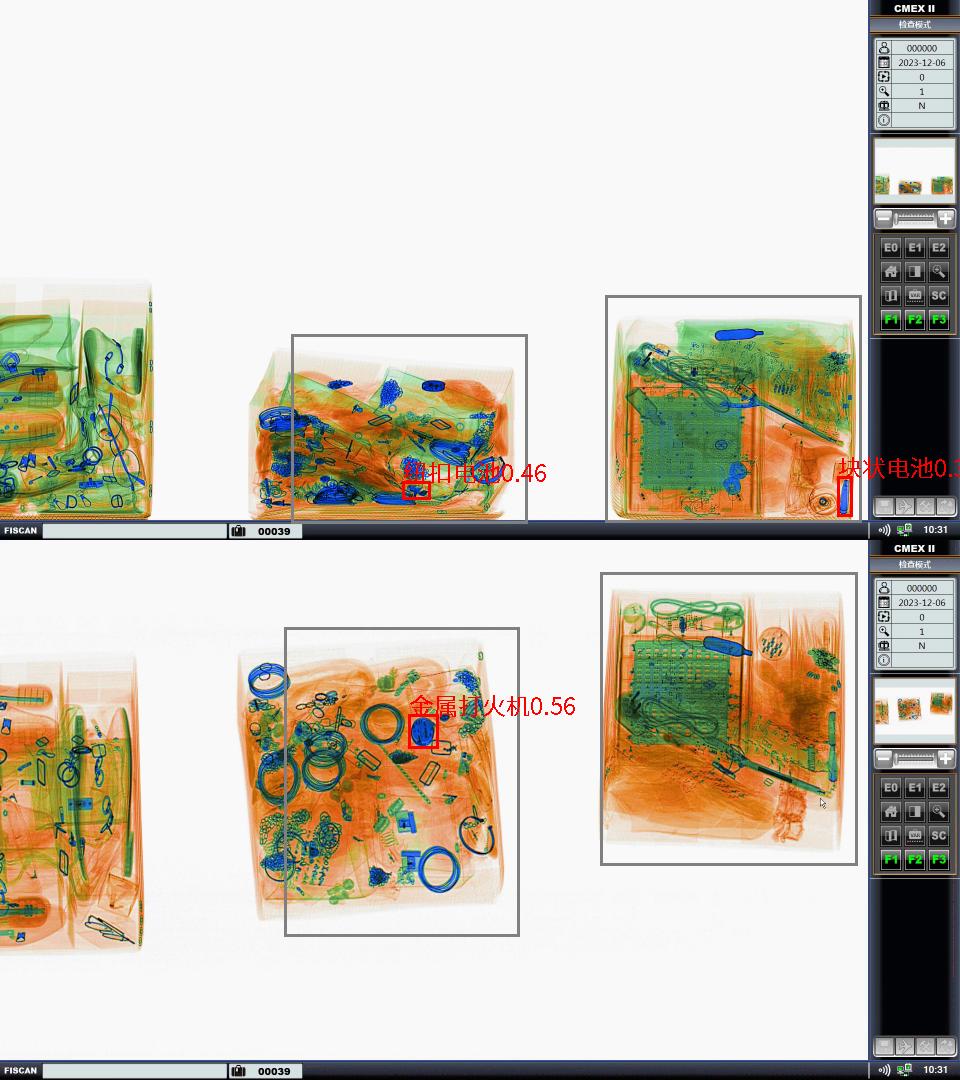 CMEX II
检查模式
000000
2023-12-06
0
1
N
E0 E1 E2
SC
F1 F2 F3
纽扣电池0.46
块状电池0.3
FISCAN
00039
10:31
CMEX II
检查模式
000000
2023-12-06
0
1
N
E0 E1 E2
SC
F1 F2 F3
金属打火机0.56
FISCAN
00039
10:31